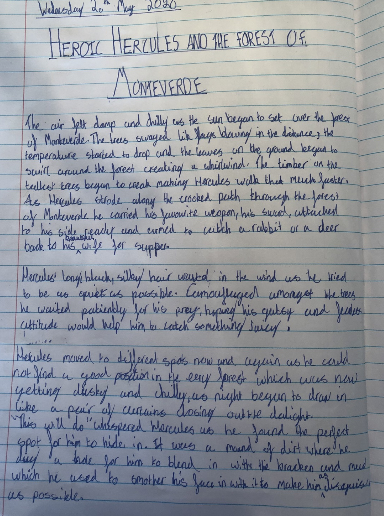 Wednesday 20th May 2020
HEROIC HERCULES AND THE FOREST OF
MONTEVERDE
The air felt damp and chilly as the sun began to set over the forest
of Monteverde. The trees swayed like flags blowing in the distance, the
temperature started to drop and the leaves on the ground began to
swirl around the forest creating a whirlwind. The timber on the
tallest trees began to creak making Hercules walk that much faster.
As Hercules strode along the crooked path through the forest
of Monteverde he carried his favourite weapon, his sword, attached
to his side ready and aimed to catch a rabbit or a deer
back to his beautiful wife for supper.
Hercules' long, black, silky hair in the wind as he tried
to be as quiet as possible. Camouflaged amongst the trees
he waited patiently for his prey, hoping his gutsy and fearless
attitude would help him to catch something juicy.
Hercules moved to different spots now and again as he could
not find a good position in the eery forest which was now
getting dusky and chilly, as night began to draw in
like a pair of curtains closing out the dalight.
"This will do" whispered Hercules as he found the perfect
spot for him to hide in. It was a mound of dirt where he
a hole for him to blend in with the bracken and mud
which he used to smother his face in with it to make him as
as possible.